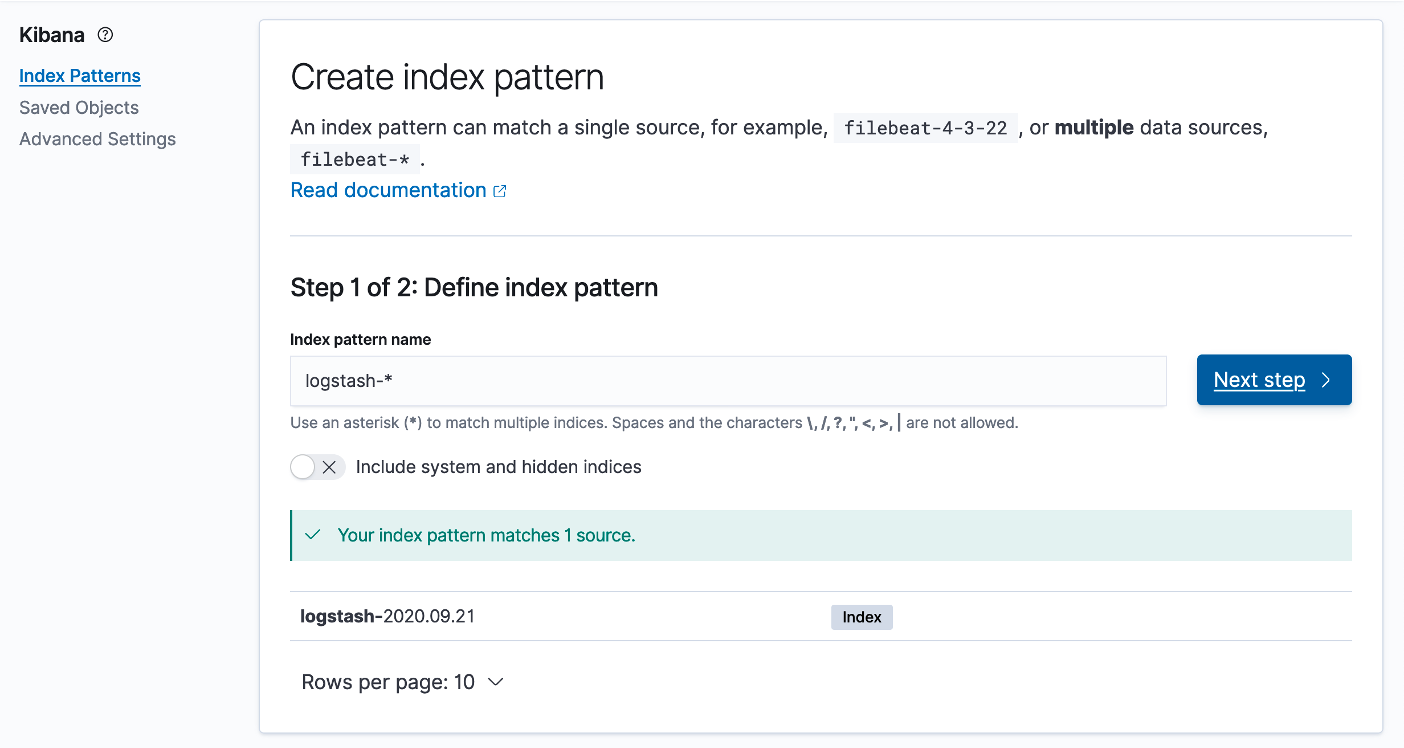 Kibana
Index Patterns
Saved Objects
Advanced Settings
Create index pattern
An index pattern can match a single source, for example, filebeat-4-3-22 , or multiple data sources,
filebeat-* .
Read documentation
Step 1 of 2: Define index pattern
Index pattern name
logstash-*
Next step
Use an asterisk (*) to match multiple indices. Spaces and the characters \, /, ?, ", <, >, | are not allowed.
Include system and hidden indices
Your index pattern matches 1 source.
logstash-2020.09.21 Index
Rows per page: 10